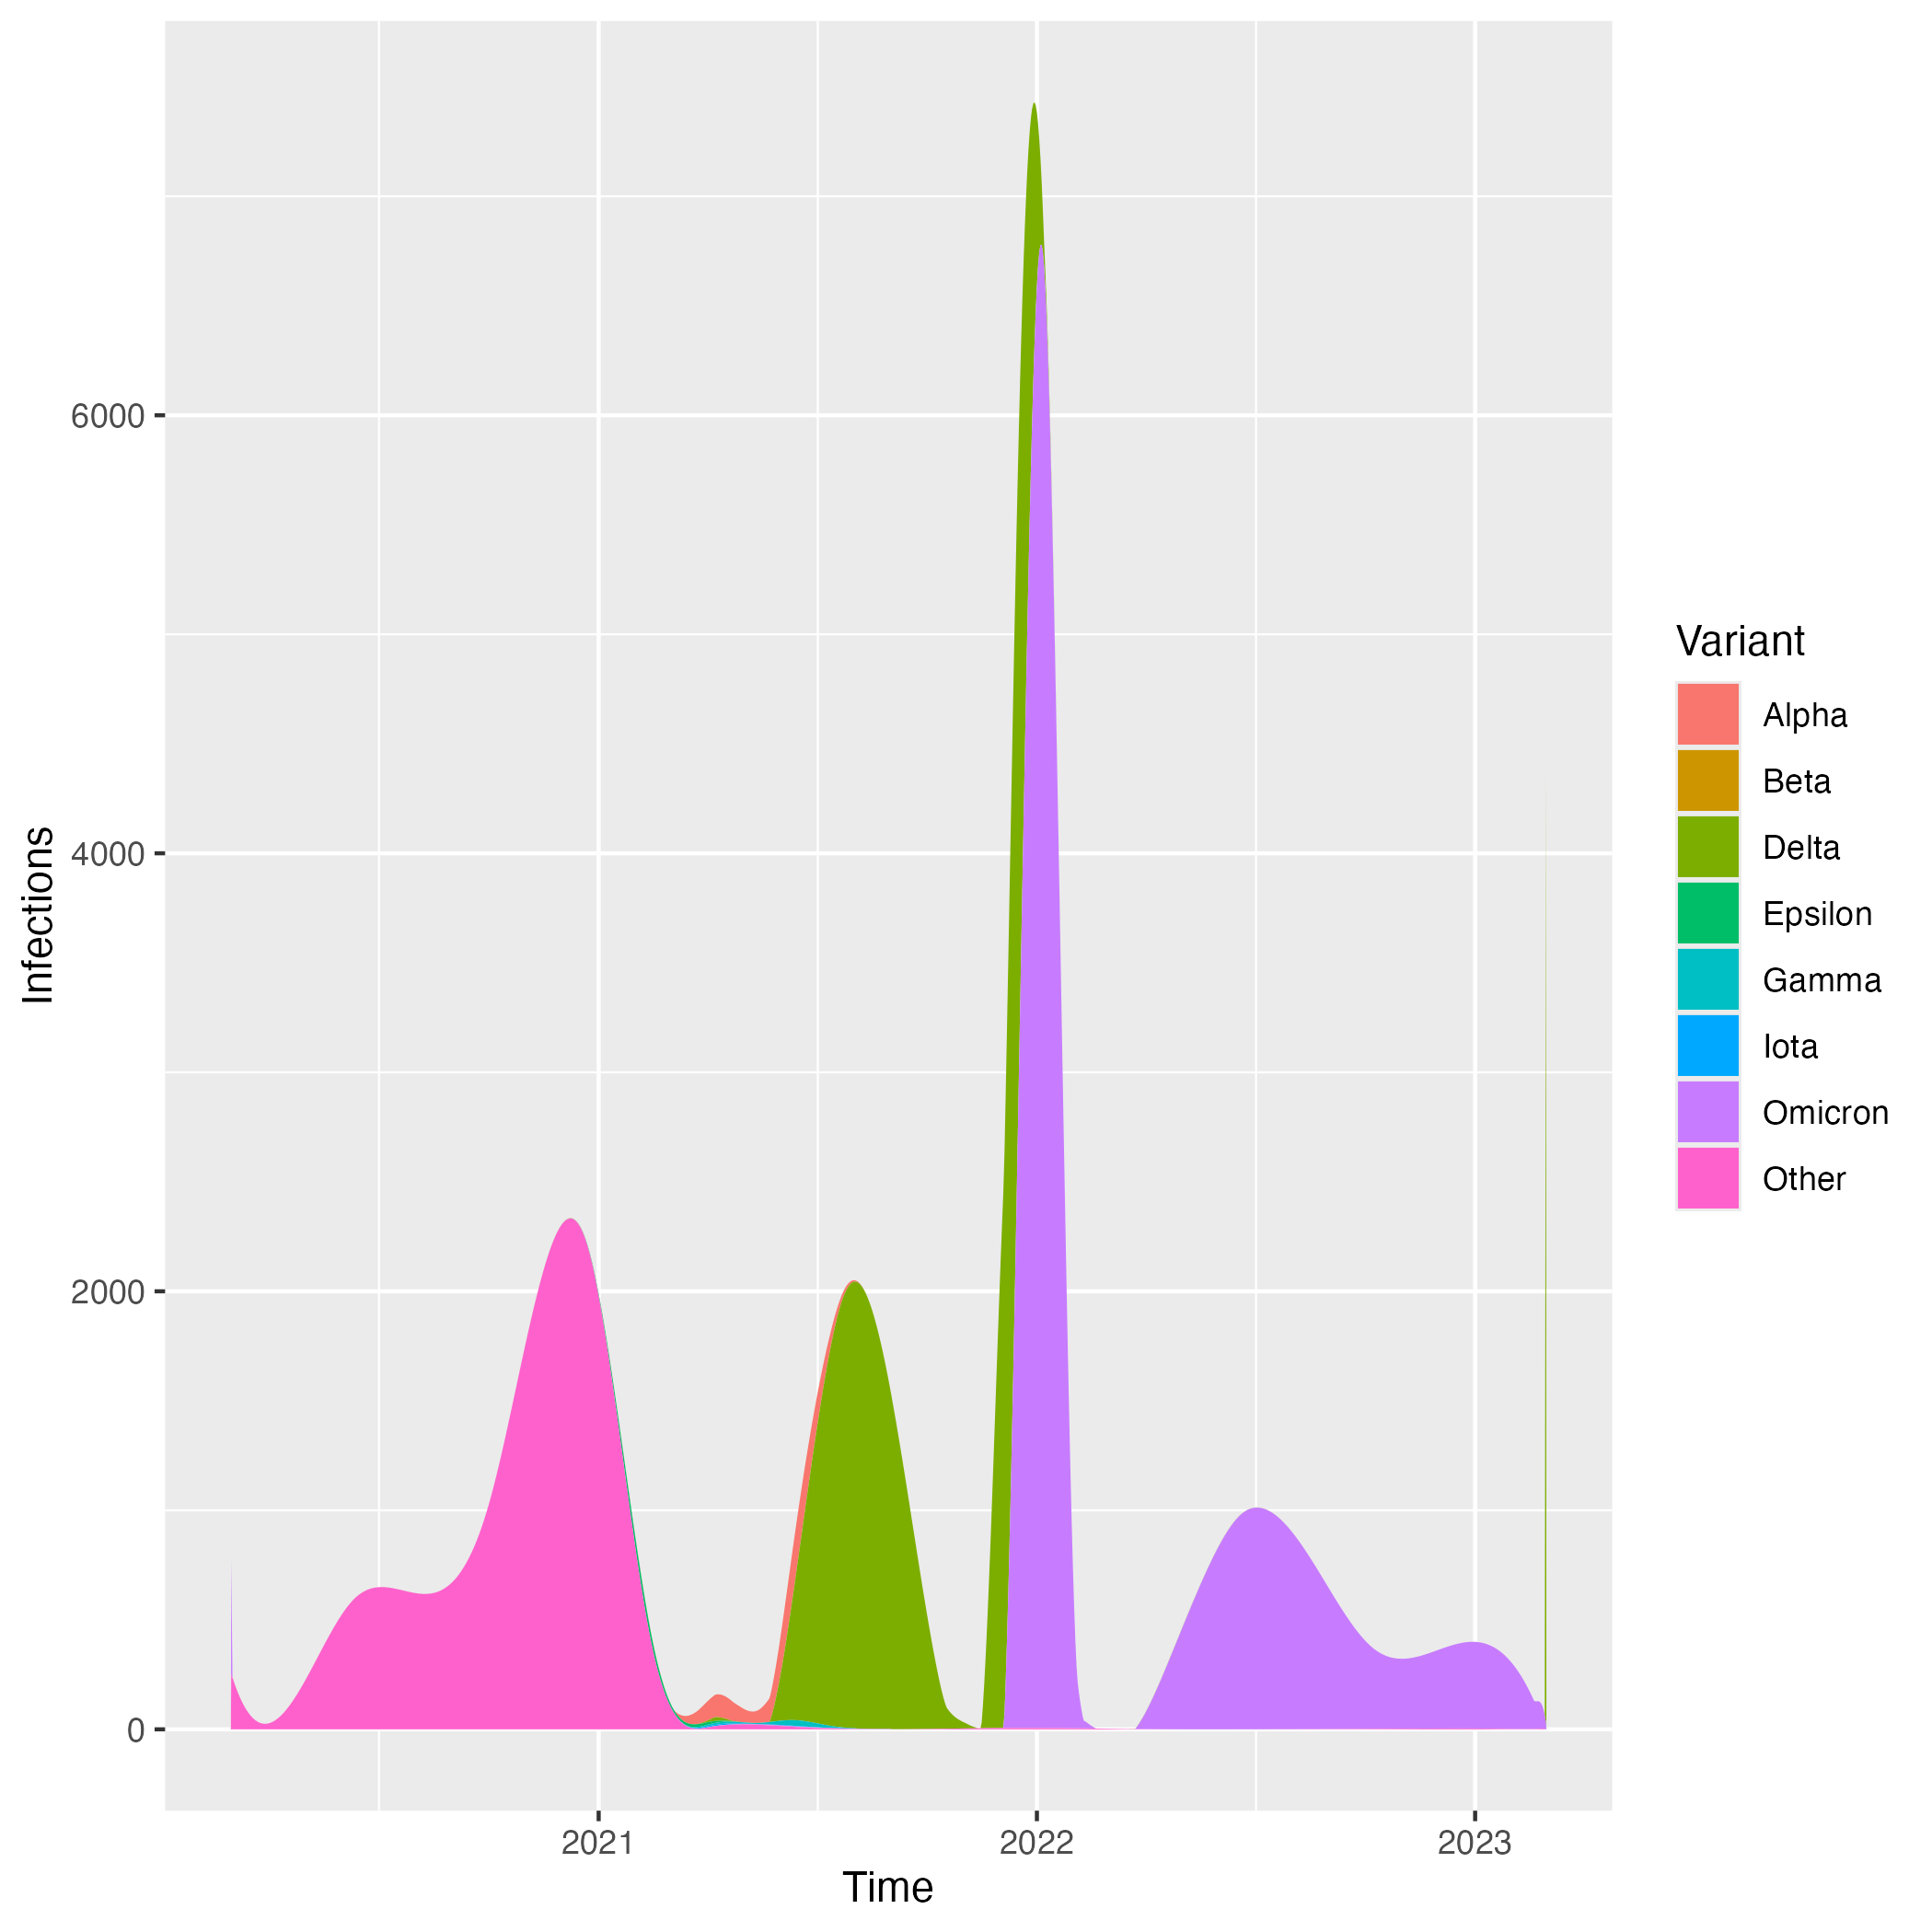 Infections
6000
4000
2000
0
2021
2022
2023
Time
Variant
Alpha
Beta
Delta
Epsilon
Gamma
Iota
Omicron
Other